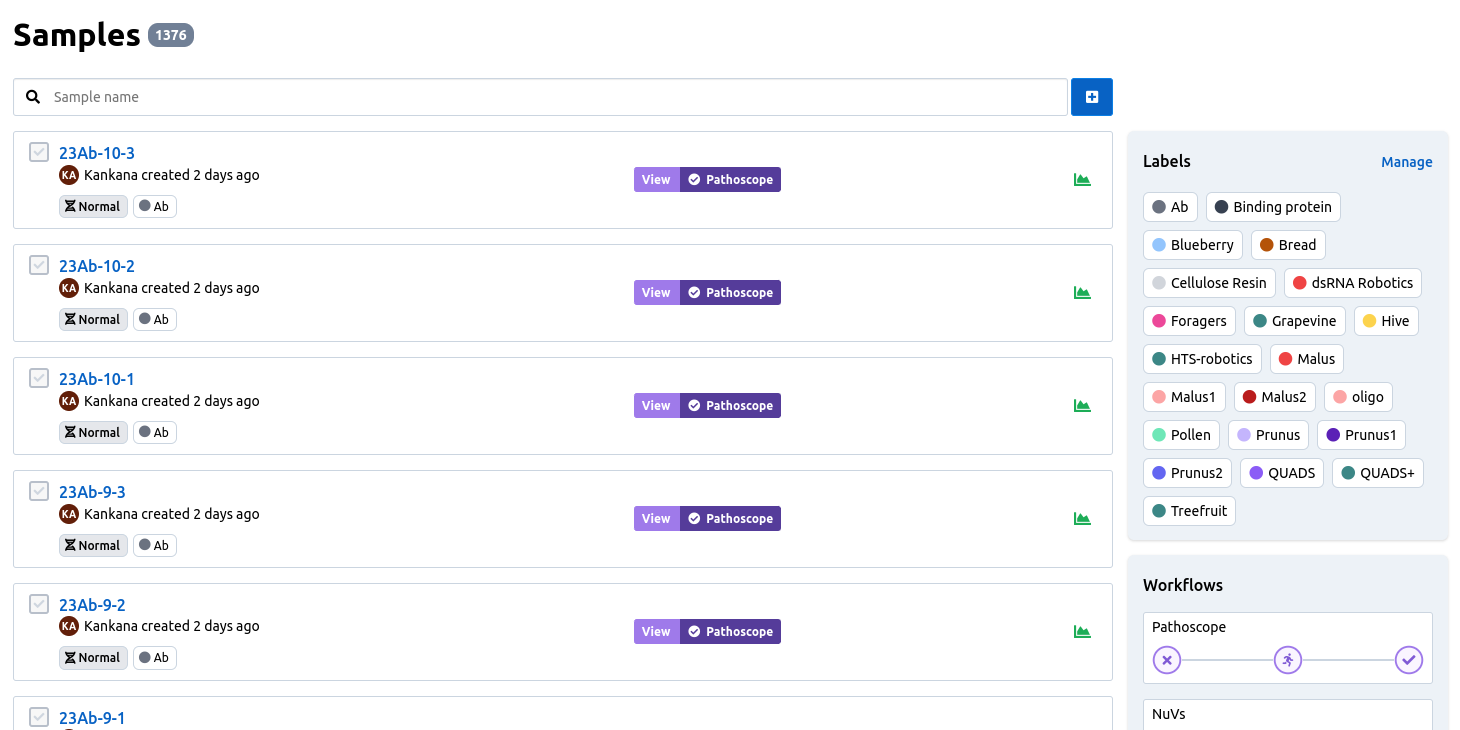 Samples 1376
Sample name
23Ab-10-3
KA Kankana created 2 days ago
View Pathoscope
Normal Ab
23Ab-10-2
KA Kankana created 2 days ago
View Pathoscope
Normal Ab
23Ab-10-1
KA Kankana created 2 days ago
View Pathoscope
Normal Ab
23Ab-9-3
KA Kankana created 2 days ago
View Pathoscope
Normal Ab
23Ab-9-2
KA Kankana created 2 days ago
View Pathoscope
Normal Ab
23Ab-9-1
Labels Manage
Ab Binding protein
Blueberry Bread
Cellulose Resin dsRNA Robotics
Foragers Grapevine Hive
HTS-robotics Malus
Malus1 Malus2 oligo
Pollen Prunus Prunus1
Prunus2 QUADS QUADS+
Treefruit
Workflows
Pathoscope
NuVs